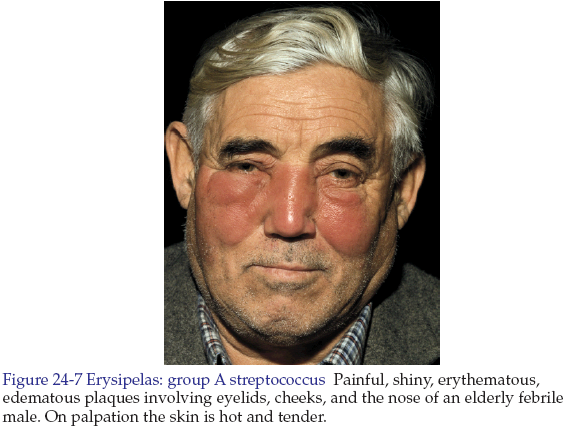 Figure 24-7 Erysipelas: group A streptococcus Painful, shiny, erythematous,
edematous plaques involving eyelids, cheeks, and the nose of an elderly febrile
male. On palpation the skin is hot and tender.